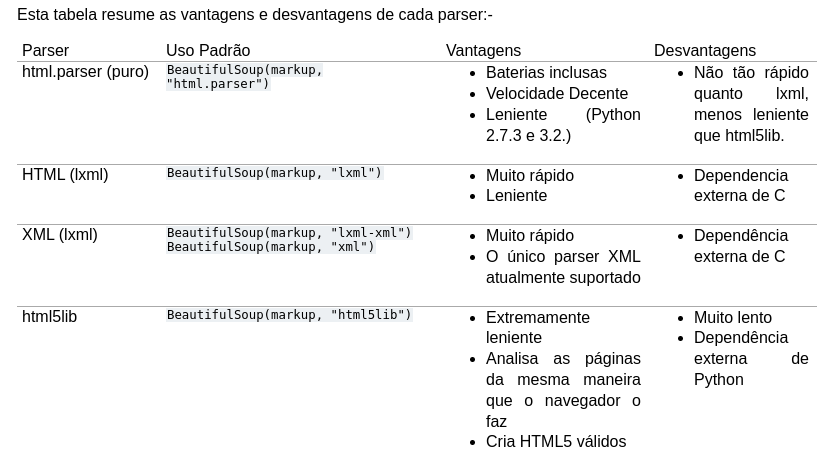 Esta tabela resume as vantagens e desvantagens de cada parser:-
Parser Uso Padrão Vantagens Desvantagens
html.parser (puro)
BeautifulSoup(markup,
"html.parser")
• Baterias inclusas
• Velocidade Decente
• Leniente (Python
2.7.3 e 3.2.)
• Não tão rápido
quanto lxml,
menos leniente
que html5lib.
HTML (lxml)
BeautifulSoup(markup, "lxml")
• Muito rápido
• Leniente
• Dependencia
externa de C
XML (lxml)
BeautifulSoup(markup, "lxml-xml")
BeautifulSoup(markup, "xml")
• Muito rápido
• O único parser XML
atualmente suportado
• Dependência
externa de C
html5lib
BeautifulSoup(markup, "html5lib")
• Extremamente
leniente
• Analisa as páginas
da mesma maneira
que o navegador o
faz
• Cria HTML5 válidos
• Muito lento
• Dependência
externa de
Python